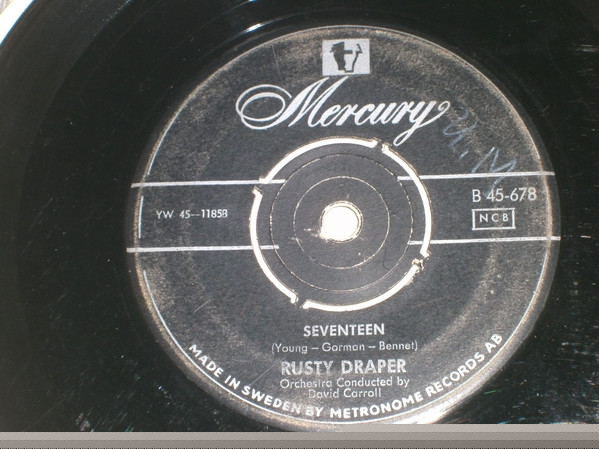 Mercury
R. M
B 45-678
NCB
YW 45--1185B
SEVENTEEN
(Young – Gorman – Bennet)
RUSTY DRAPER
Orchestra Conducted by
David Carroll
MADE IN SWEDEN BY METRONOME RECORDS AB